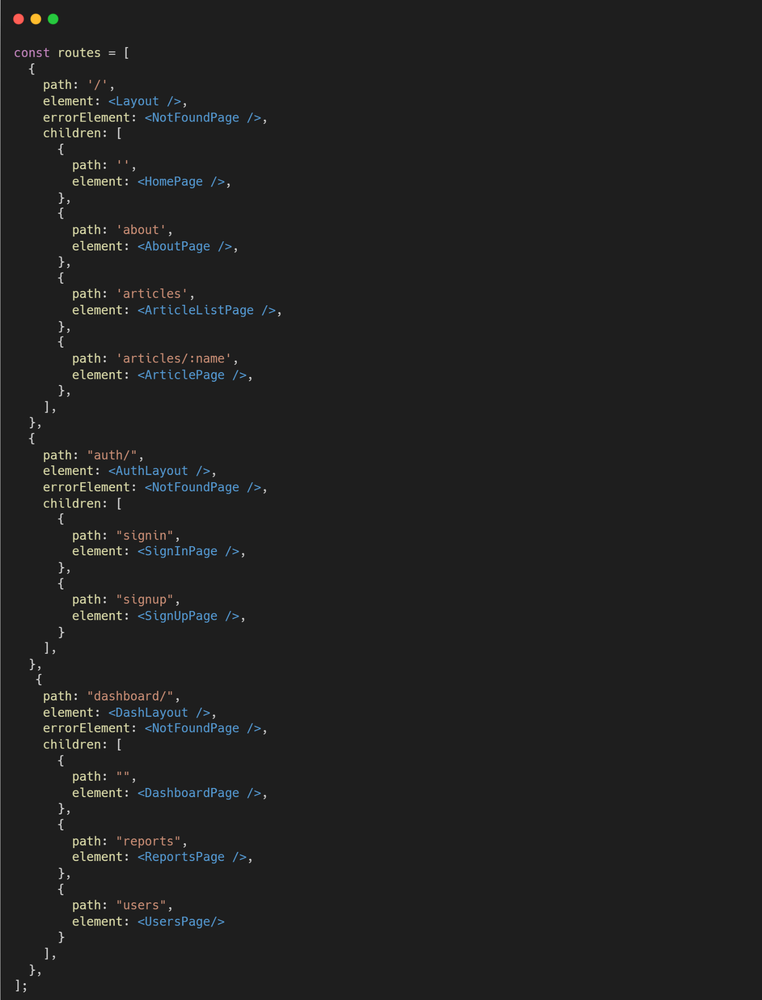 const routes = [
  {
    path: '/',
    element: <Layout />,
    errorElement: <NotFoundPage />,
    children: [
      {
        path: '',
        element: <HomePage />,
      },
      {
        path: 'about',
        element: <AboutPage />,
      },
      {
        path: 'articles',
        element: <ArticleListPage />,
      },
      {
        path: 'articles/:name',
        element: <ArticlePage />,
      },
    ],
  },
  {
    path: "auth/",
    element: <AuthLayout />,
    errorElement: <NotFoundPage />,
    children: [
      {
        path: "signin",
        element: <SignInPage />,
      },
      {
        path: "signup",
        element: <SignUpPage />,
      }
    ],
  },
   {
    path: "dashboard/",
    element: <DashLayout />,
    errorElement: <NotFoundPage />,
    children: [
      {
        path: "",
        element: <DashboardPage />,
      },
      {
        path: "reports",
        element: <ReportsPage />,
      },
      {
        path: "users",
        element: <UsersPage/>
      }
    ],
  },
];